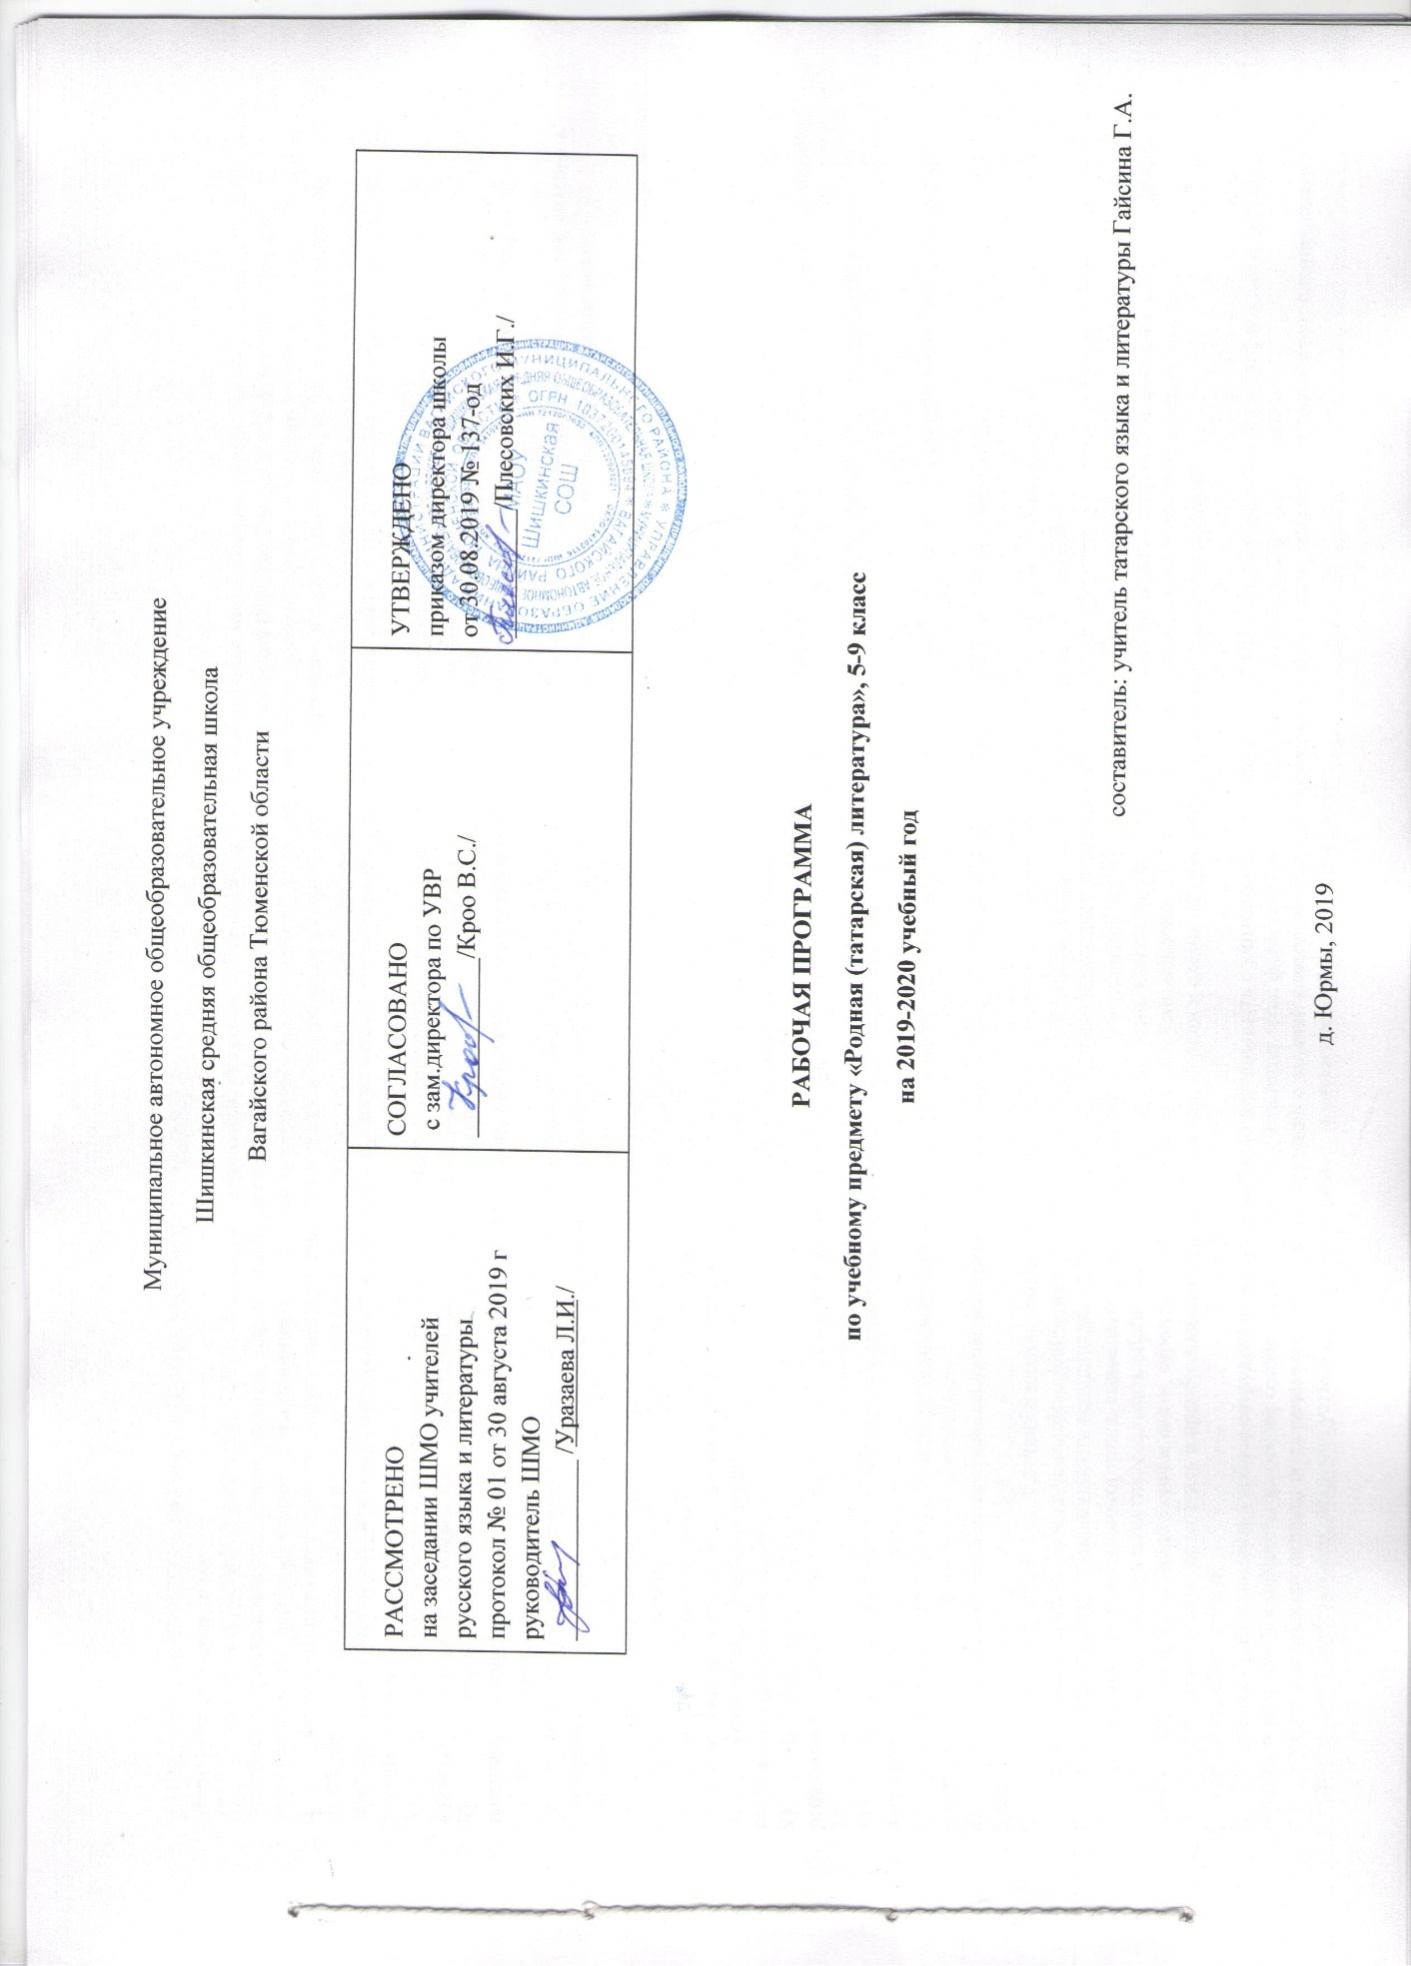 Муниципальное автономное общеобразовательное учреждение
Шишкинская средняя общеобразовательная школа
Вагайского района Тюменской области
РАССМОТРЕНО
на заседании ШМО учителей
русского языка и литературы
протокол № 01 от 30 августа 2019 г
руководитель ШМО
/Уразаева Л.И./
СОГЛАСОВАНО
с зам.директора по УВР
/Кроо В.С./
УТВЕРЖДЕНО
приказом директора школы
от 30.08.2019 № 137-од
/Плесовских И.Г./
МАОУ
Шишкинская
СОШ
РАБОЧАЯ ПРОГРАММА
по учебному предмету «Родная (татарская) литература», 5-9 класс
на 2019-2020 учебный год
составитель: учитель татарского языка и литературы Гайсина Г.А.
д. Юрмы, 2019